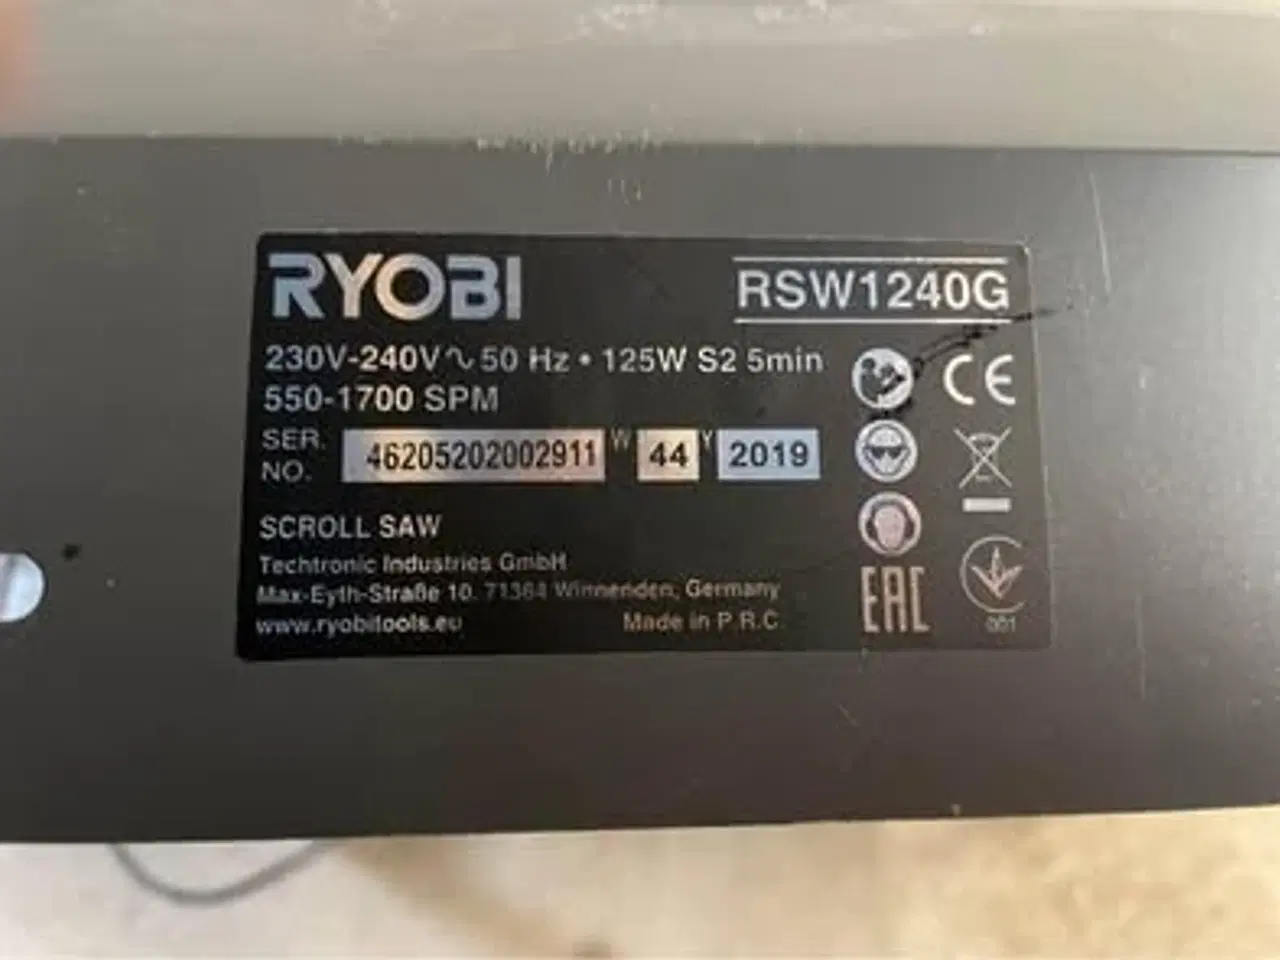 RYOBI
RSW1240G
230V-240V ∿ 50 Hz • 125W S2 5min
550-1700 SPM
SER. NO. 46205202002911 W 44 Y 2019
SCROLL SAW
Techtronic Industries GmbH
Max-Eyth-Straße 10, 71364 Winnenden, Germany
www.ryobitools.eu
Made in P.R.C.
CE
EAC
001